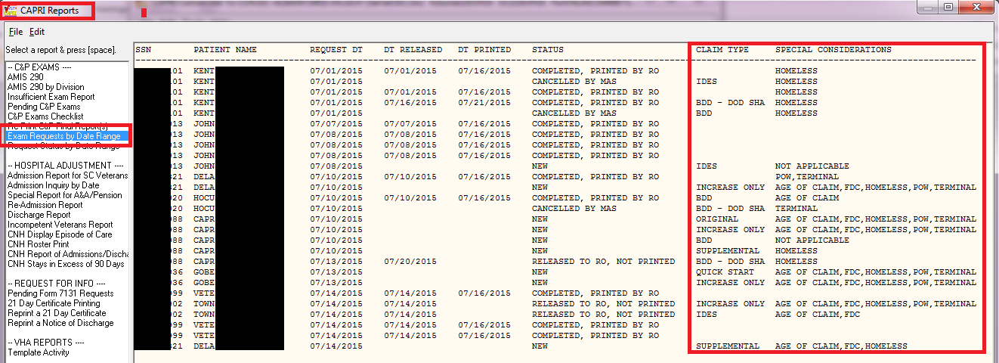 CAPRI Reports
File Edit
Select a report & press [space].
-- C&P EXAMS ----
AMIS 290
AMIS 290 by Division
Insufficient Exam Report
Pending C&P Exams
C&P Exams Checklist
Re-Print C&P Final Report(s)
Exam Requests by Date Range
Request Status by Date Range
-- HOSPITAL ADJUSTMENT ----
Admission Report for SC Veterans
Admission Inquiry by Date
Special Report for A&A/Pension
Re-Admission Report
Discharge Report
Incompetent Veterans Report
CNH Display Episode of Care
CNH Roster Print
CNH Report of Admissions/Discha
CNH Stays in Excess of 90 Days
-- REQUEST FOR INFO ----
Pending Form 7131 Requests
21 Day Certificate Printing
Reprint a 21 Day Certificate
Reprint a Notice of Discharge
-- VHA REPORTS ----
Template Activity
SSN PATIENT NAME REQUEST DT DT RELEASED DT PRINTED STATUS CLAIM TYPE SPECIAL CONSIDERATIONS
101 KENT 07/01/2015 07/01/2015 07/16/2015 COMPLETED, PRINTED BY RO HOMELESS
101 KENT 07/01/2015 CANCELLED BY MAS IDES HOMELESS
101 KENT 07/01/2015 07/01/2015 07/16/2015 COMPLETED, PRINTED BY RO HOMELESS
101 KENT 07/01/2015 07/16/2015 07/21/2015 COMPLETED, PRINTED BY RO BDD - DOD SHA HOMELESS
101 KENT 07/01/2015 CANCELLED BY MAS BDD HOMELESS
013 JOHN 07/07/2015 07/07/2015 07/16/2015 COMPLETED, PRINTED BY RO
013 JOHN 07/08/2015 07/08/2015 07/16/2015 COMPLETED, PRINTED BY RO
013 JOHN 07/08/2015 07/08/2015 07/16/2015 COMPLETED, PRINTED BY RO
013 JOHN 07/08/2015 07/08/2015 07/16/2015 COMPLETED, PRINTED BY RO
013 JOHN 07/08/2015 NEW IDES NOT APPLICABLE
321 DELA 07/10/2015 07/10/2015 07/16/2015 COMPLETED, PRINTED BY RO POW,TERMINAL
321 DELA 07/10/2015 NEW INCREASE ONLY AGE OF CLAIM,FDC,HOMELESS,POW,TERMINAL
020 HOCU 07/10/2015 07/10/2015 07/16/2015 COMPLETED, PRINTED BY RO BDD AGE OF CLAIM
020 HOCU 07/10/2015 CANCELLED BY MAS BDD - DOD SHA TERMINAL
988 CAPR 07/10/2015 NEW ORIGINAL AGE OF CLAIM,FDC,HOMELESS,POW,TERMINAL
988 CAPR 07/10/2015 NEW INCREASE ONLY AGE OF CLAIM,FDC,HOMELESS,POW,TERMINAL
988 CAPR 07/10/2015 NEW BDD NOT APPLICABLE
988 CAPR 07/10/2015 NEW SUPPLEMENTAL HOMELESS
988 CAPR 07/13/2015 07/20/2015 RELEASED TO RO, NOT PRINTED BDD - DOD SHA HOMELESS
036 GOBE 07/13/2015 NEW QUICK START AGE OF CLAIM,FDC,HOMELESS,POW,TERMINAL
036 GOBE 07/13/2015 NEW INCREASE ONLY AGE OF CLAIM,FDC,HOMELESS,POW,TERMINAL
099 VETE 07/14/2015 07/14/2015 07/16/2015 COMPLETED, PRINTED BY RO
002 TOWN 07/14/2015 07/14/2015 RELEASED TO RO, NOT PRINTED INCREASE ONLY AGE OF CLAIM,FDC,HOMELESS,POW,TERMINAL
002 TOWN 07/14/2015 07/14/2015 RELEASED TO RO, NOT PRINTED IDES AGE OF CLAIM,FDC
099 VETE 07/14/2015 07/14/2015 07/16/2015 COMPLETED, PRINTED BY RO
099 VETE 07/14/2015 07/14/2015 07/16/2015 COMPLETED, PRINTED BY RO
321 DELA 07/14/2015 NEW SUPPLEMENTAL AGE OF CLAIM,FDC,HOMELESS